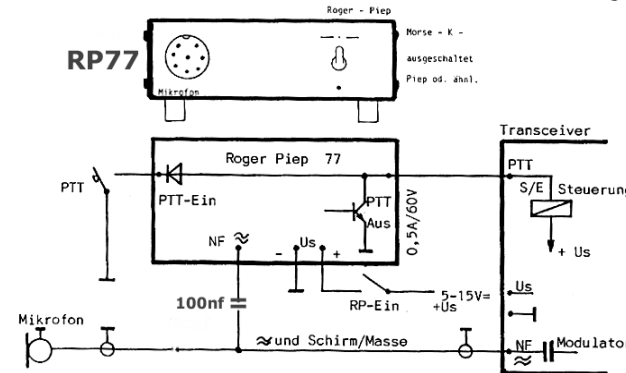 Roger - Piep
RP77
Morse - K -
ausgeschaltet
Piep od. ähnl.
Mikrofon
Transceiver
Roger Piep 77
PTT
PTT
PTT-Ein
PTT
Aus
0,5A/60V
S/E Steuerung
+ Us
NF ≈
- Us +
100nf
RP-Ein
5-15V=
+Us
Us
Mikrofon
≈ und Schirm/Masse
NF
≈
Modulator